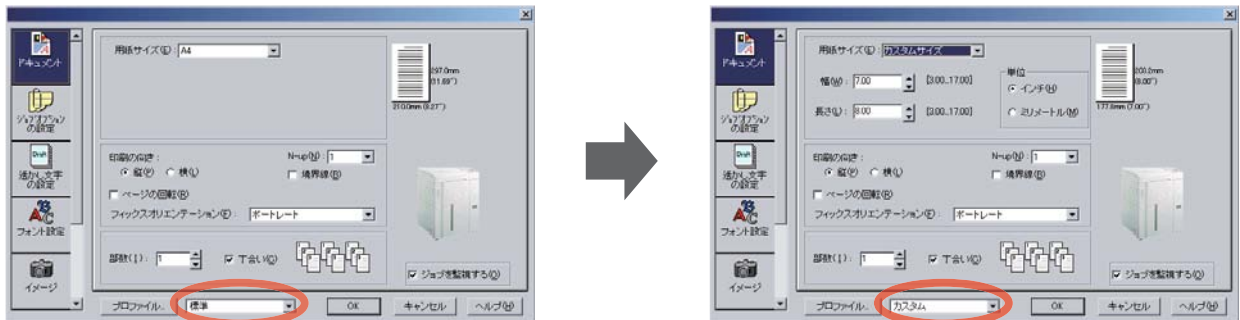 ドキュメント
ジョブオプション
の設定
透かし文字
の設定
フォント設定
イメージ
用紙サイズ(E): A4
297.0mm
(11.69")
210.0mm (8.27")
印刷の向き:
縦(P) 横(L)
N-up(N): 1
境界線(B)
ページの回転(R)
フィックスオリエンテーション(F): ポートレート
部数(I): 1 丁合い(C)
ジョブを監視する(Q)
プロファイル.. 標準 OK キャンセル ヘルプ(H)
ドキュメント
ジョブオプション
の設定
透かし文字
の設定
フォント設定
イメージ
用紙サイズ(E): カスタムサイズ
幅(W): 7.00 [3.00..17.00]
長さ(L): 8.00 [3.00..17.00]
単位
インチ(H)
ミリメートル(M)
203.2mm
(8.00")
177.8mm (7.00")
印刷の向き:
縦(P) 横(L)
N-up(N): 1
境界線(B)
ページの回転(R)
フィックスオリエンテーション(F): ポートレート
部数(I): 1 丁合い(C)
ジョブを監視する(Q)
プロファイル.. カスタム OK キャンセル ヘルプ(H)